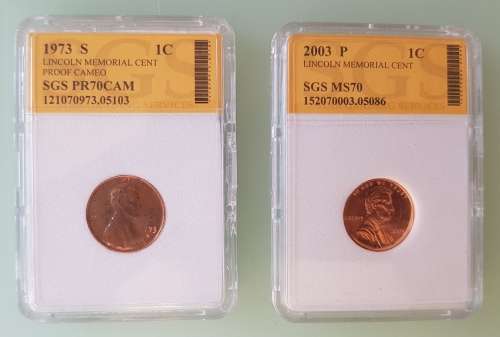 1973 S 1C
LINCOLN MEMORIAL CENT
PROOF CAMEO
SGS PR70CAM
121070973.05103
2003 P 1C
LINCOLN MEMORIAL CENT
SGS MS70
152070003.05086